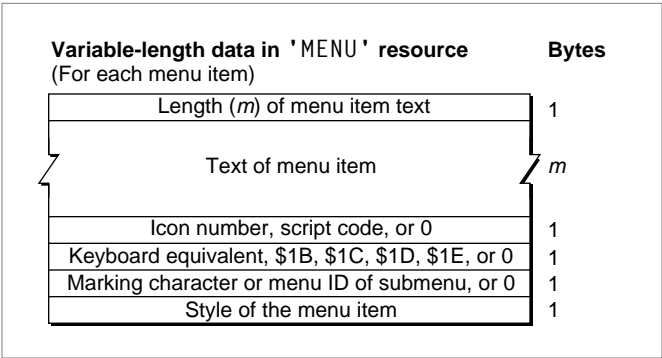 Variable-length data in 'MENU' resource Bytes
(For each menu item)
Length (m) of menu item text 1
Text of menu item m
Icon number, script code, or 0 1
Keyboard equivalent, $1B, $1C, $1D, $1E, or 0 1
Marking character or menu ID of submenu, or 0 1
Style of the menu item 1